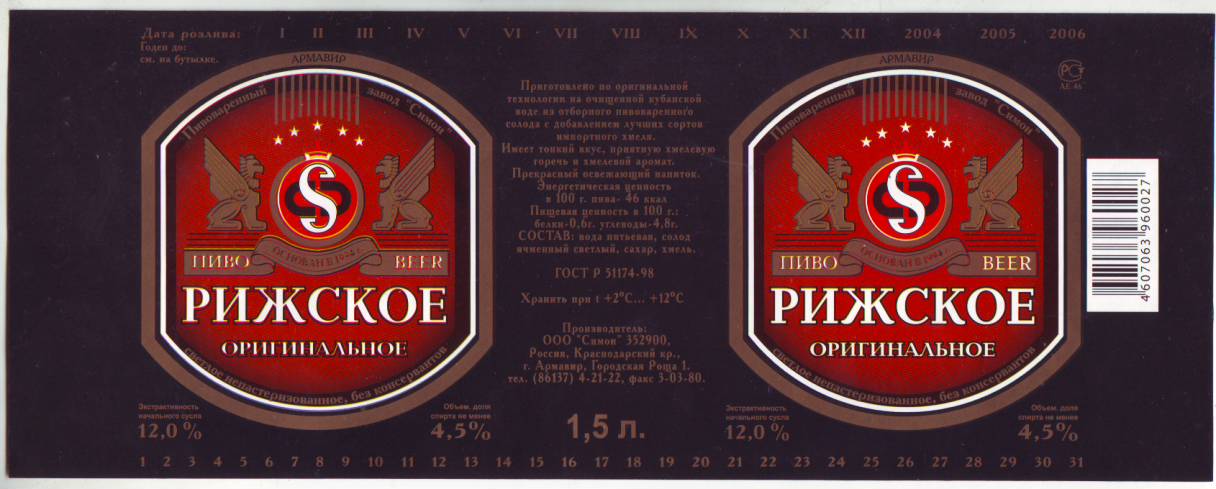 Дата розлива: I II III IV V VI VII VIII IX X XI XII 2004 2005 2006
Годен до:
см. на бутылке.
АРМАВИР
Пивоваренный завод "Симон"
S
ОСНОВАН В 1994 г.
ПИВО BEER
РИЖСКОЕ
ОРИГИНАЛЬНОЕ
светлое непастеризованное, без консервантов
Экстрактивность
начального сусла
12,0 %
Объем. доля
спирта не менее
4,5%
Приготовлено по оригинальной
технологии на очищенной кубанской
воде из отборного пивоваренного
солода с добавлением лучших сортов
импортного хмеля.
Имеет тонкий вкус, приятную хмелевую
горечь и хмелевой аромат.
Прекрасный освежающий напиток.
Энергетическая ценность
в 100 г. пива- 46 ккал
Пищевая ценность в 100 г.:
белки-0,6г. углеводы-4,8г.
СОСТАВ: вода питьевая, солод
ячменный светлый, сахар, хмель.
ГОСТ Р 51174-98
Хранить при t +2°C... +12°C
Производитель:
ООО "Симон" 352900,
Россия, Краснодарский кр.,
г. Армавир, Городская Роща 1.
тел. (86137) 4-21-22, факс 3-03-80.
1,5 л.
АРМАВИР
Пивоваренный завод "Симон"
S
ОСНОВАН В 1994 г.
ПИВО BEER
РИЖСКОЕ
ОРИГИНАЛЬНОЕ
светлое непастеризованное, без консервантов
Экстрактивность
начального сусла
12,0 %
Объем. доля
спирта не менее
4,5%
РСТ
АЕ 46
4 607063 960027
1 2 3 4 5 6 7 8 9 10 11 12 13 14 15 16 17 18 19 20 21 22 23 24 25 26 27 28 29 30 31